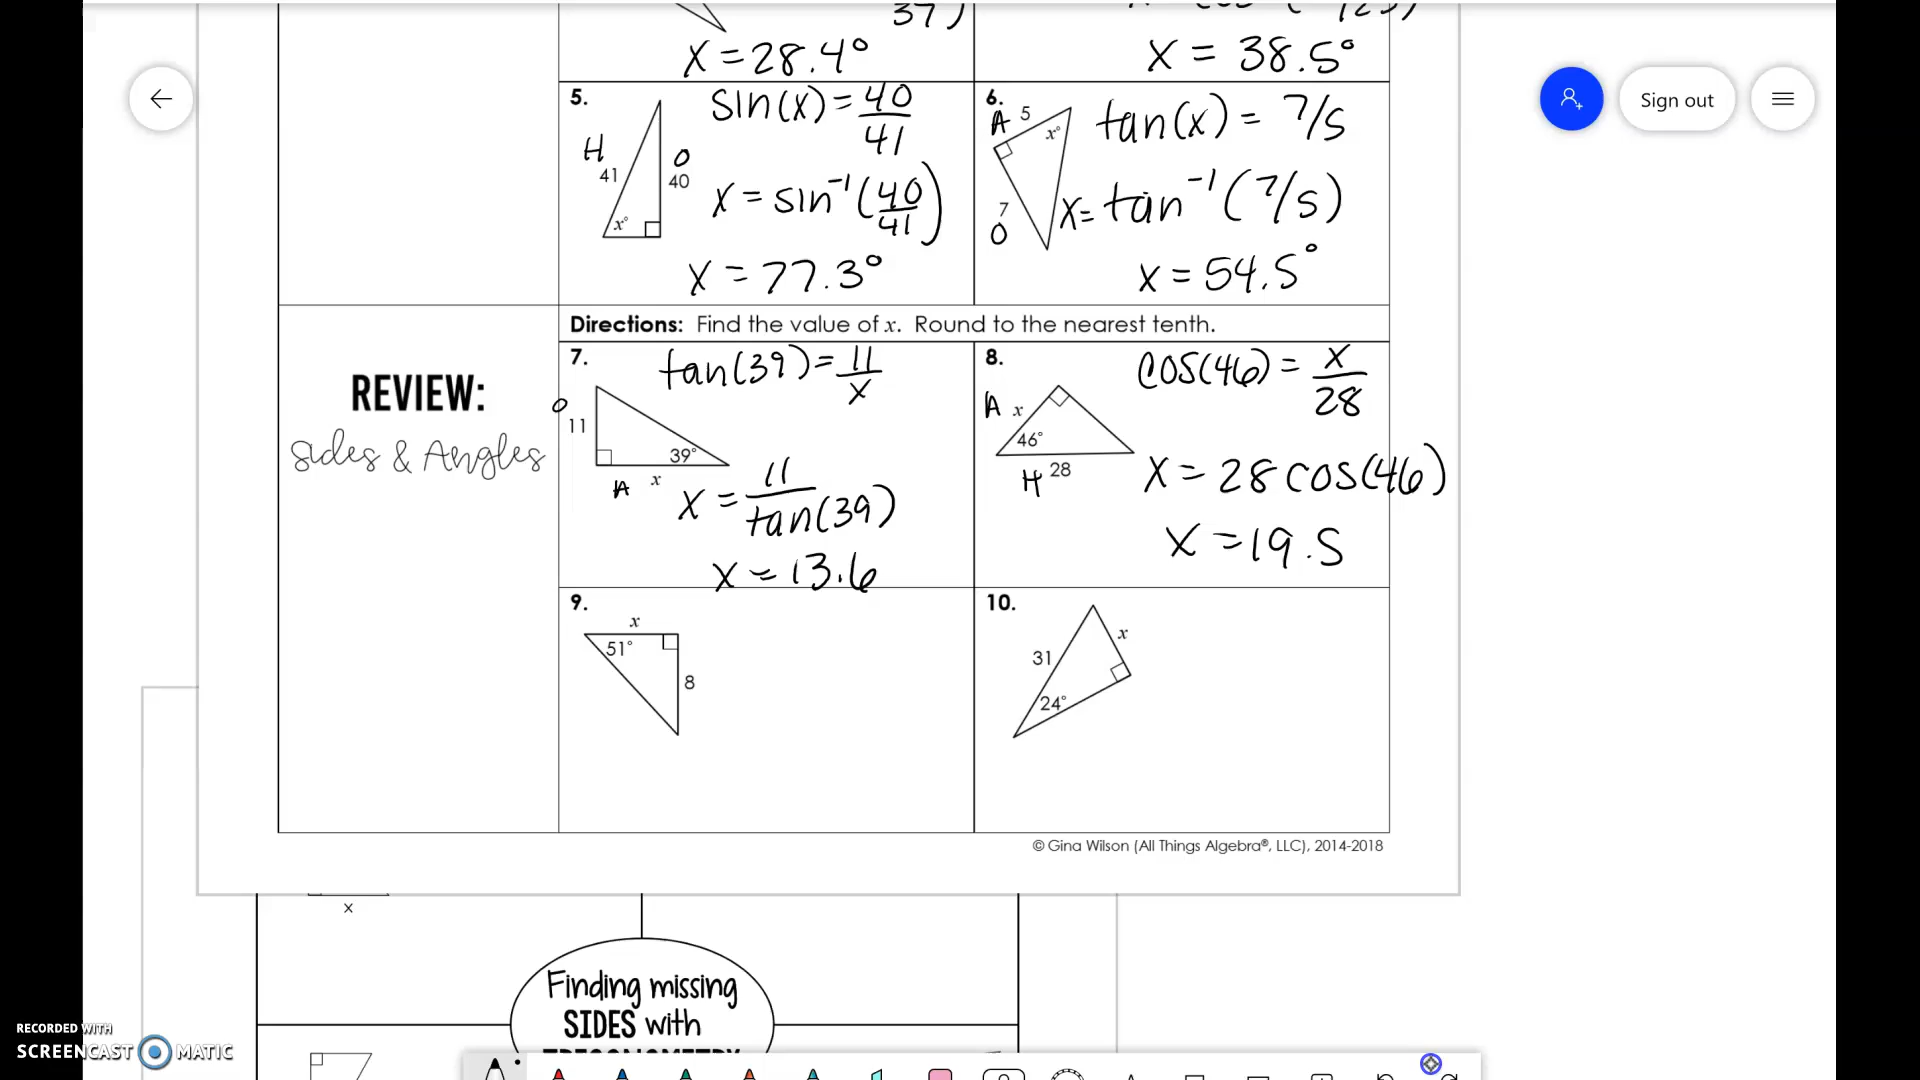 37)
x = 28.4°
x = 38.5°
5.
sin(x) = 40/41
H
41
O
40
x°
x = sin⁻¹(40/41)
x = 77.3°
6.
A 5
x°
tan(x) = 7/5
7
O
x = tan⁻¹(7/5)
x = 54.5°
Sign out
Directions: Find the value of x. Round to the nearest tenth.
REVIEW:
Sides & Angles
7.
tan(39) = 11/x
O
11
39°
A x
x = 11/tan(39)
x = 13.6
8.
cos(46) = x/28
A x
46°
H 28
x = 28 cos(46)
x = 19.5
9.
x
51°
8
10.
x
31
24°
© Gina Wilson (All Things Algebra®, LLC), 2014-2018
x
Finding missing
SIDES with
TRIGONOMETRY
RECORDED WITH
SCREENCAST MATIC